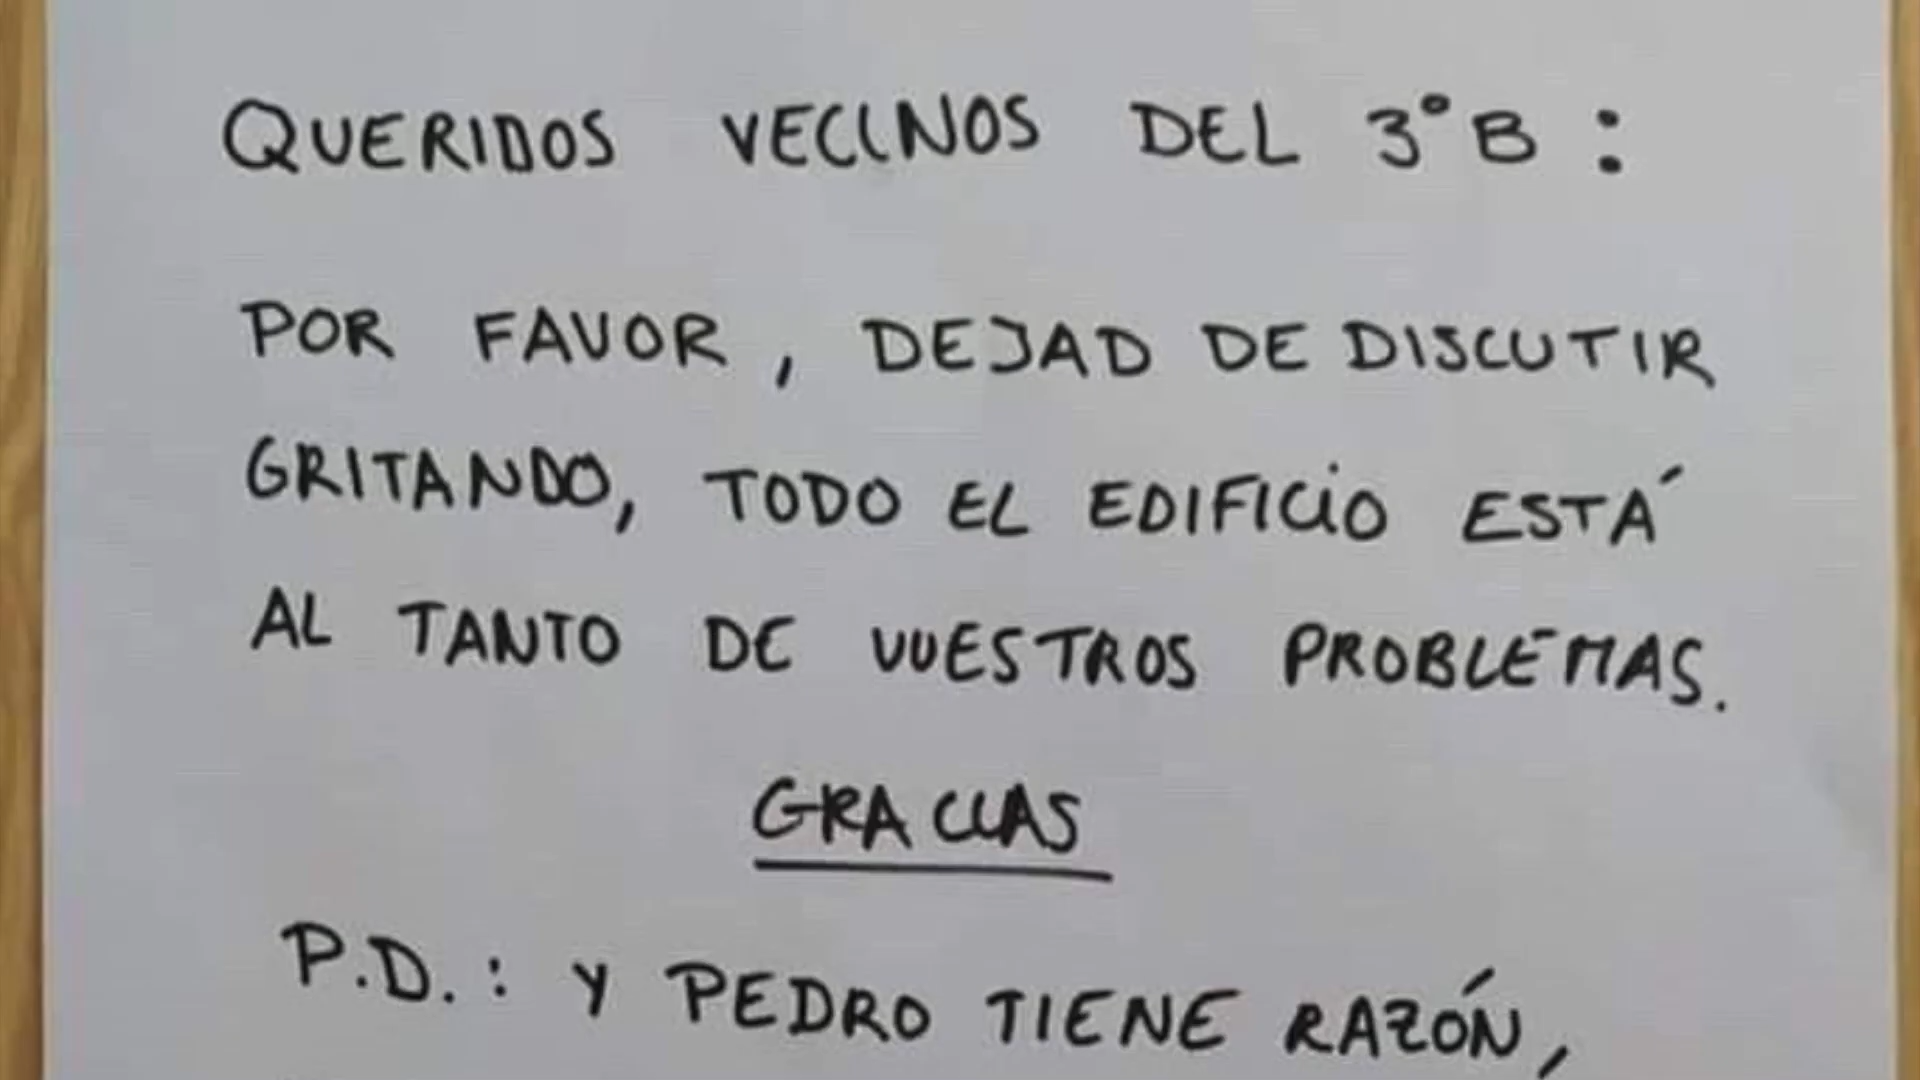 QUERIDOS VECINOS DEL 3°B:
POR FAVOR, DEJAD DE DISCUTIR
GRITANDO, TODO EL EDIFICIO ESTÁ
AL TANTO DE VUESTROS PROBLEMAS.
GRACIAS
P.D.: Y PEDRO TIENE RAZÓN,